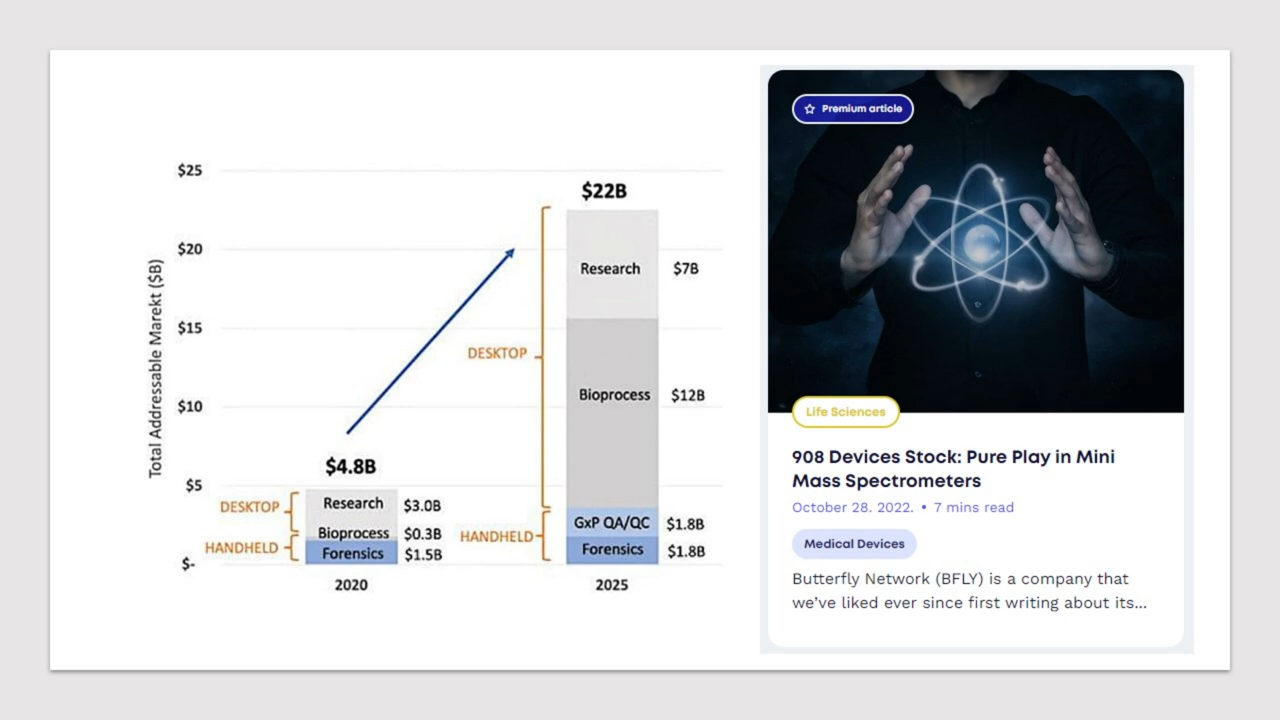 Total Addressable Marekt ($B)
$25
$20
$15
$10
$5
$-
$4.8B
DESKTOP
Research
$3.0B
Bioprocess
$0.3B
HANDHELD
Forensics
$1.5B
2020
$22B
DESKTOP
Research
$7B
Bioprocess
$12B
HANDHELD
GxP QA/QC
$1.8B
Forensics
$1.8B
2025
Premium article
Life Sciences
908 Devices Stock: Pure Play in Mini
Mass Spectrometers
October 28. 2022. • 7 mins read
Medical Devices
Butterfly Network (BFLY) is a company that
we've liked ever since first writing about its...